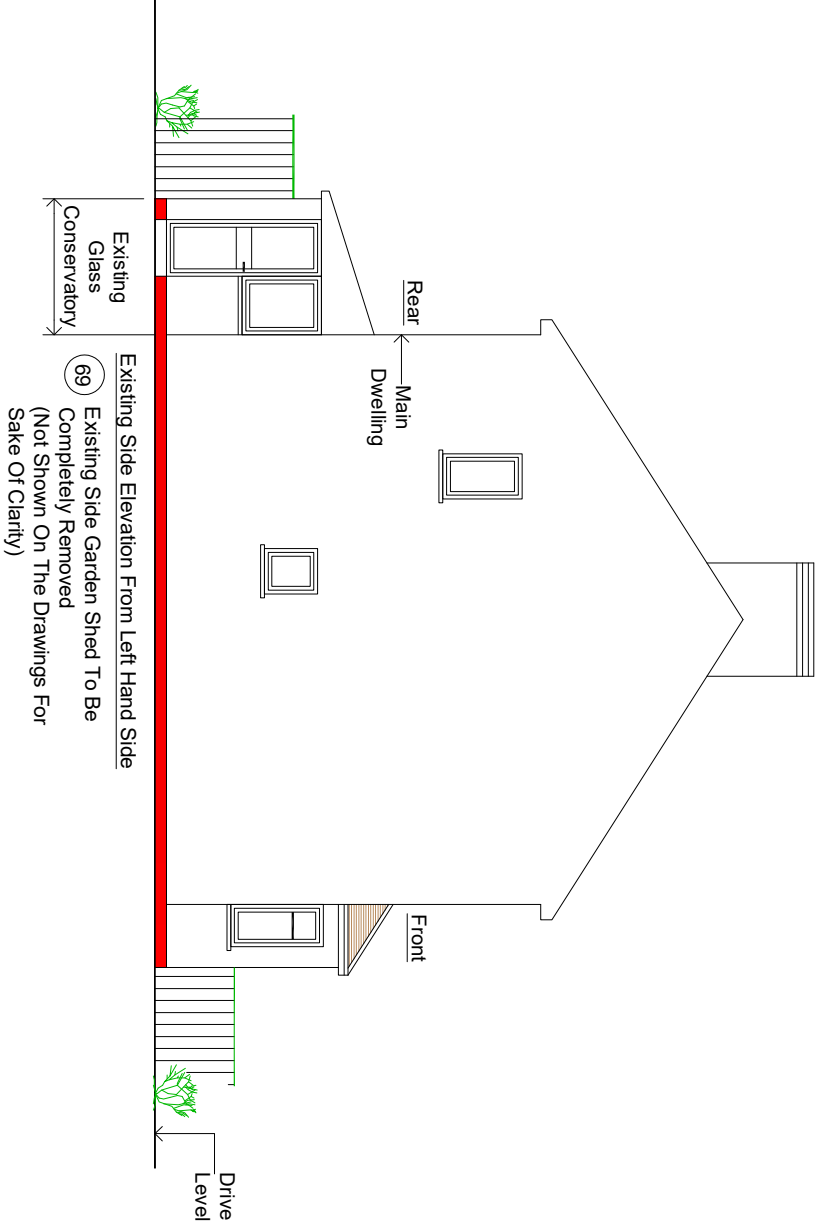 Rear
Main
Dwelling
Front
Drive
Level
Existing
Glass
Conservatory
Existing Side Elevation From Left Hand Side
69 Existing Side Garden Shed To Be
Completely Removed
(Not Shown On The Drawings For
Sake Of Clarity)